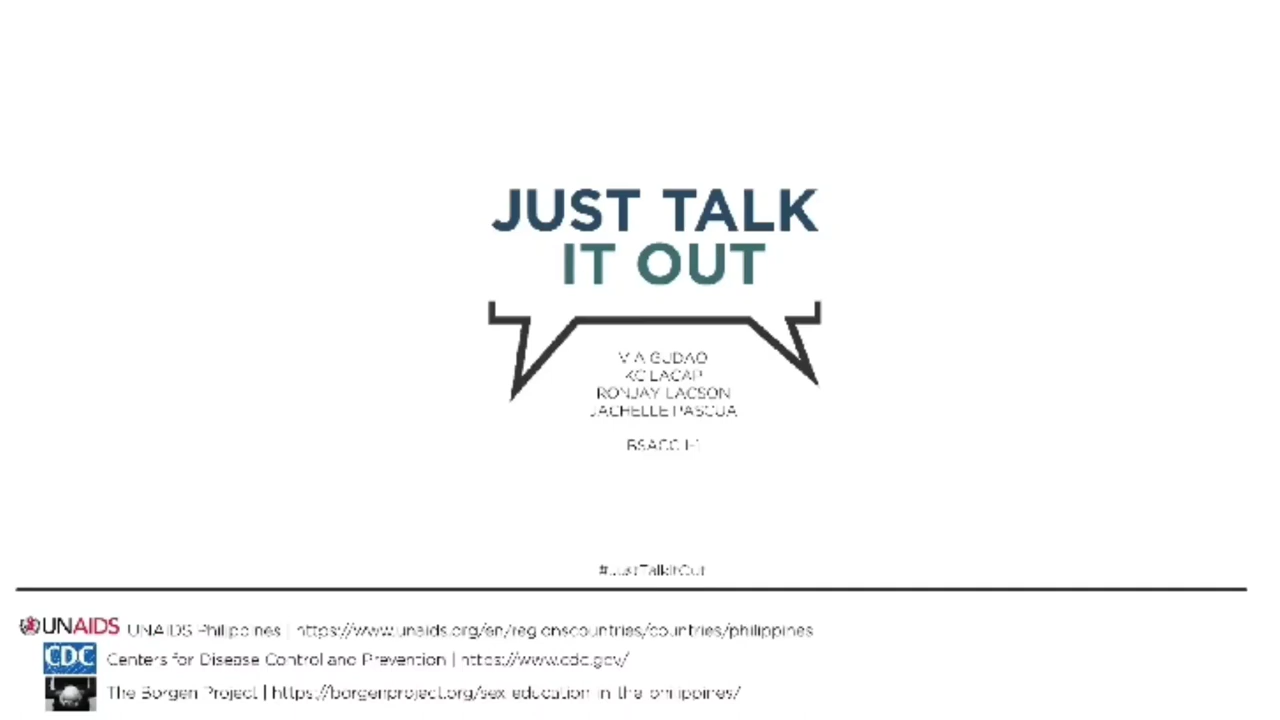 JUST TALK
IT OUT
GUDAO
KC LACAP
RONJAY LACSON
JACHELLE PASCUA
BSACC 1-1
#JustTalkItOut
UNAIDS UNAIDS Philippines | https://www.unaids.org/en/regionscountries/countries/philippines
CDC Centers for Disease Control and Prevention | https://www.cdc.gov/
The Borgen Project | https://borgenproject.org/sex-education-in-the-philippines/